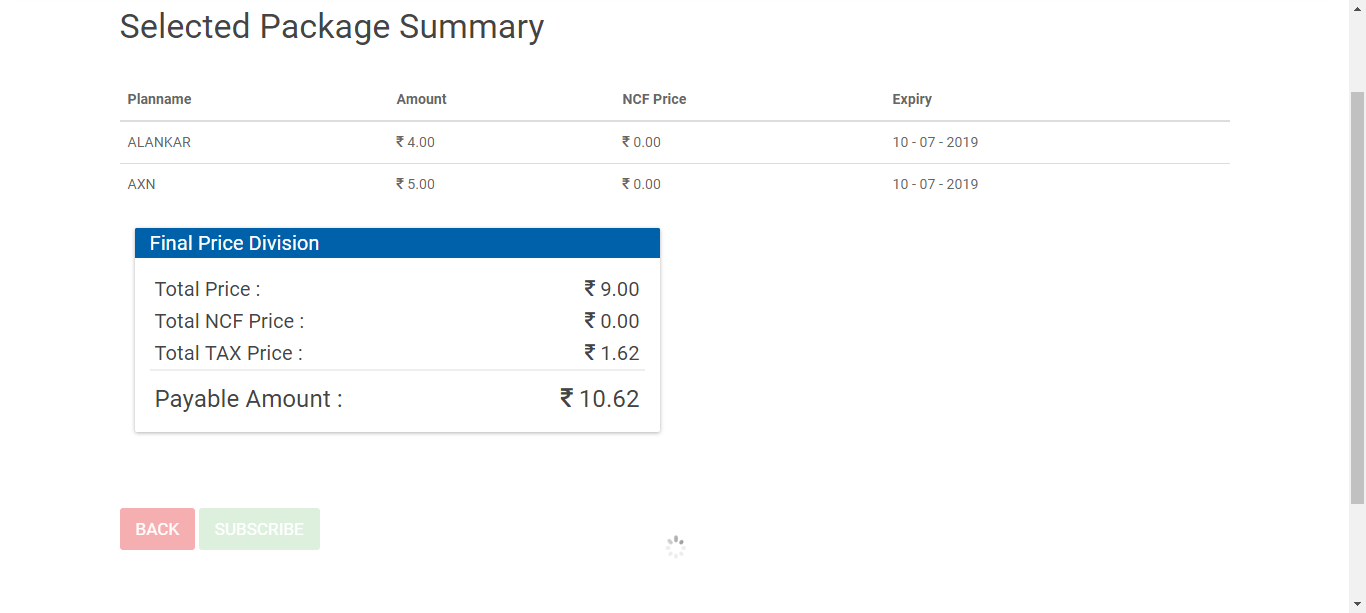 Selected Package Summary
Planname Amount NCF Price Expiry
ALANKAR ₹ 4.00 ₹ 0.00 10 - 07 - 2019
AXN ₹ 5.00 ₹ 0.00 10 - 07 - 2019
Final Price Division
Total Price : ₹ 9.00
Total NCF Price : ₹ 0.00
Total TAX Price : ₹ 1.62
Payable Amount : ₹ 10.62
BACK SUBSCRIBE